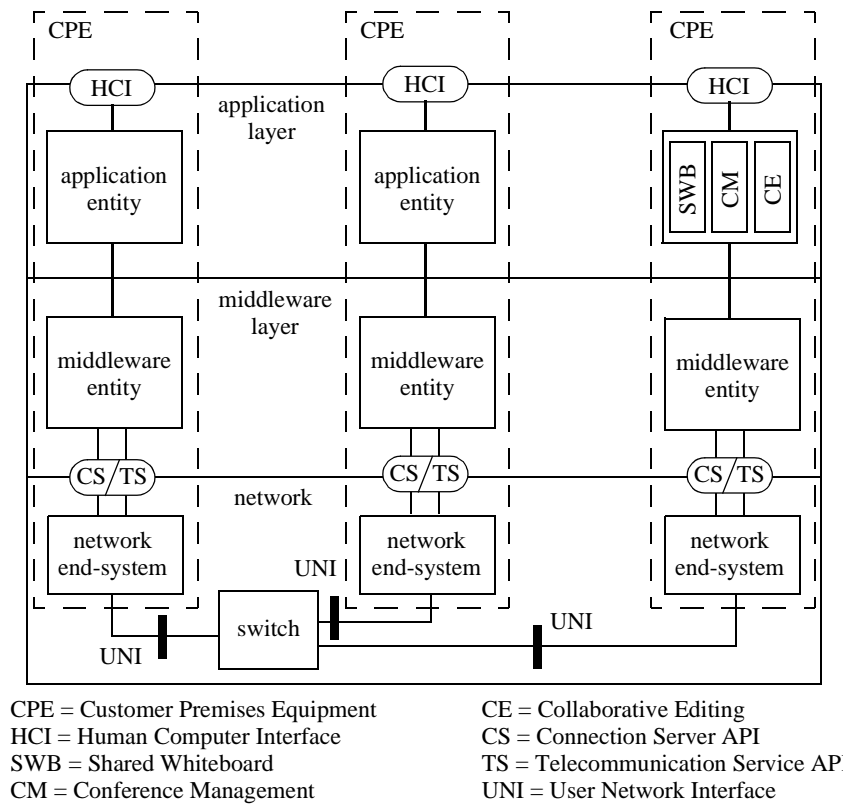 CPE
CPE
CPE
HCI
HCI
HCI
application
layer
application
entity
application
entity
SWB
CM
CE
middleware
layer
middleware
entity
middleware
entity
middleware
entity
CS/TS
CS/TS
CS/TS
network
network
end-system
network
end-system
network
end-system
UNI
switch
UNI
UNI
CPE = Customer Premises Equipment
HCI = Human Computer Interface
SWB = Shared Whiteboard
CM = Conference Management
CE = Collaborative Editing
CS = Connection Server API
TS = Telecommunication Service API
UNI = User Network Interface